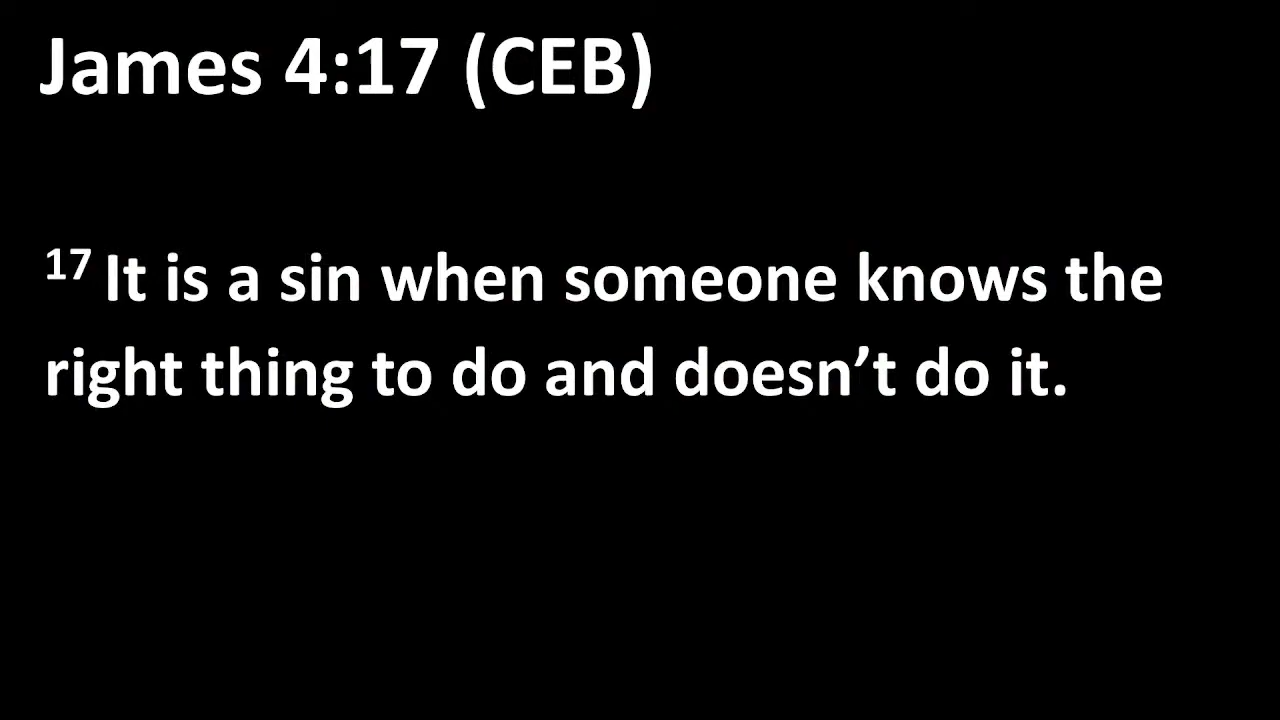 James 4:17 (CEB)
17 It is a sin when someone knows the
right thing to do and doesn’t do it.